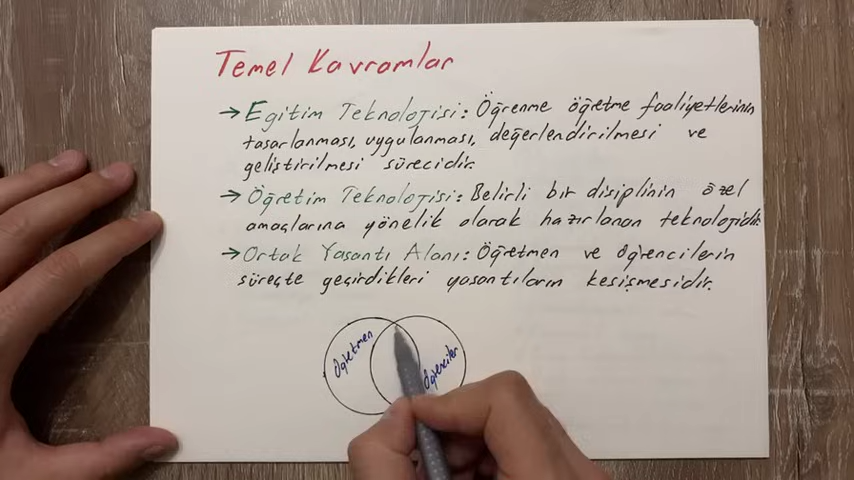 Temel Kavramlar
→ Eğitim Teknolojisi: Öğrenme öğretme faaliyetlerinin
tasarlanması, uygulanması, değerlendirilmesi ve
geliştirilmesi sürecidir.
→ Öğretim Teknolojisi: Belirli bir disiplinin özel
amaçlarına yönelik olarak hazırlanan teknolojidir.
→ Ortak Yaşantı Alanı: Öğretmen ve öğrencilerin
süreçte geçirdikleri yaşantıların kesişmesidir.
Öğretmen
Öğrenciler